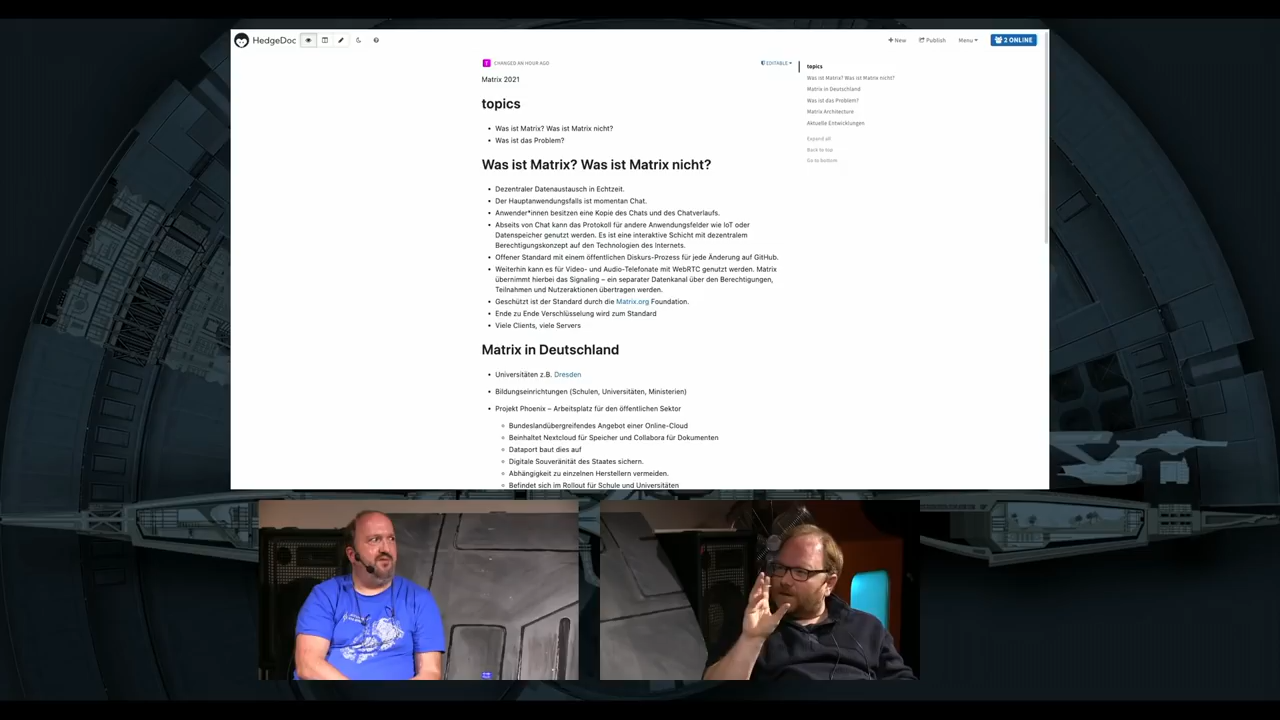 HedgeDoc
New
Publish
Menu
2 ONLINE
CHANGED AN HOUR AGO
EDITABLE
Matrix 2021
topics
• Was ist Matrix? Was ist Matrix nicht?
• Was ist das Problem?
Was ist Matrix? Was ist Matrix nicht?
• Dezentraler Datenaustausch in Echtzeit.
• Der Hauptanwendungsfalls ist momentan Chat.
• Anwender*innen besitzen eine Kopie des Chats und des Chatverlaufs.
• Abseits von Chat kann das Protokoll für andere Anwendungsfelder wie IoT oder
Datenspeicher genutzt werden. Es ist eine interaktive Schicht mit dezentralem
Berechtigungskonzept auf den Technologien des Internets.
• Offener Standard mit einem öffentlichen Diskurs-Prozess für jede Änderung auf GitHub.
• Weiterhin kann es für Video- und Audio-Telefonate mit WebRTC genutzt werden. Matrix
übernimmt hierbei das Signaling – ein separater Datenkanal über den Berechtigungen,
Teilnahmen und Nutzeraktionen übertragen werden.
• Geschützt ist der Standard durch die Matrix.org Foundation.
• Ende zu Ende Verschlüsselung wird zum Standard
• Viele Clients, viele Servers
Matrix in Deutschland
• Universitäten z.B. Dresden
• Bildungseinrichtungen (Schulen, Universitäten, Ministerien)
• Projekt Phoenix – Arbeitsplatz für den öffentlichen Sektor
Bundeslandübergreifendes Angebot einer Online-Cloud
Beinhaltet Nextcloud für Speicher und Collabora für Dokumenten
Dataport baut dies auf
Digitale Souveränität des Staates sichern.
Abhängigkeit zu einzelnen Herstellern vermeiden.
Befindet sich im Rollout für Schule und Universitäten
topics
Was ist Matrix? Was ist Matrix nicht?
Matrix in Deutschland
Was ist das Problem?
Matrix Architecture
Aktuelle Entwicklungen
Expand all
Back to top
Go to bottom